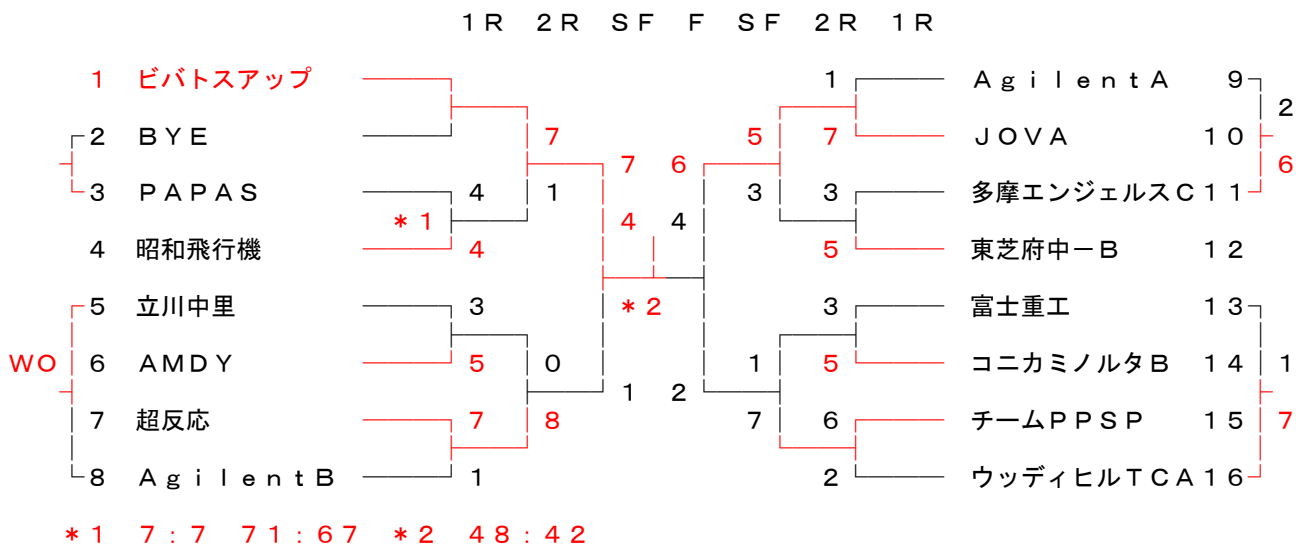 1R 2R SF F SF 2R 1R
1 ビバトスアップ 1 AgilentA 9
2
2 BYE 7 5 7 JOVA 10
7 6 6
3 PAPAS 4 1 3 3 多摩エンジェルスC 11
*1 4 4
4 昭和飛行機 4 5 東芝府中ーB 12
5 立川中里 3 *2 3 富士重工 13
WO 6 AMDY 5 0 1 5 コニカミノルタB 14 1
1 2
7 超反応 7 8 7 6 チームPPSP 15 7
8 AgilentB 1 2 ウッディヒルTCA 16
*1 7:7 71:67 *2 48:42